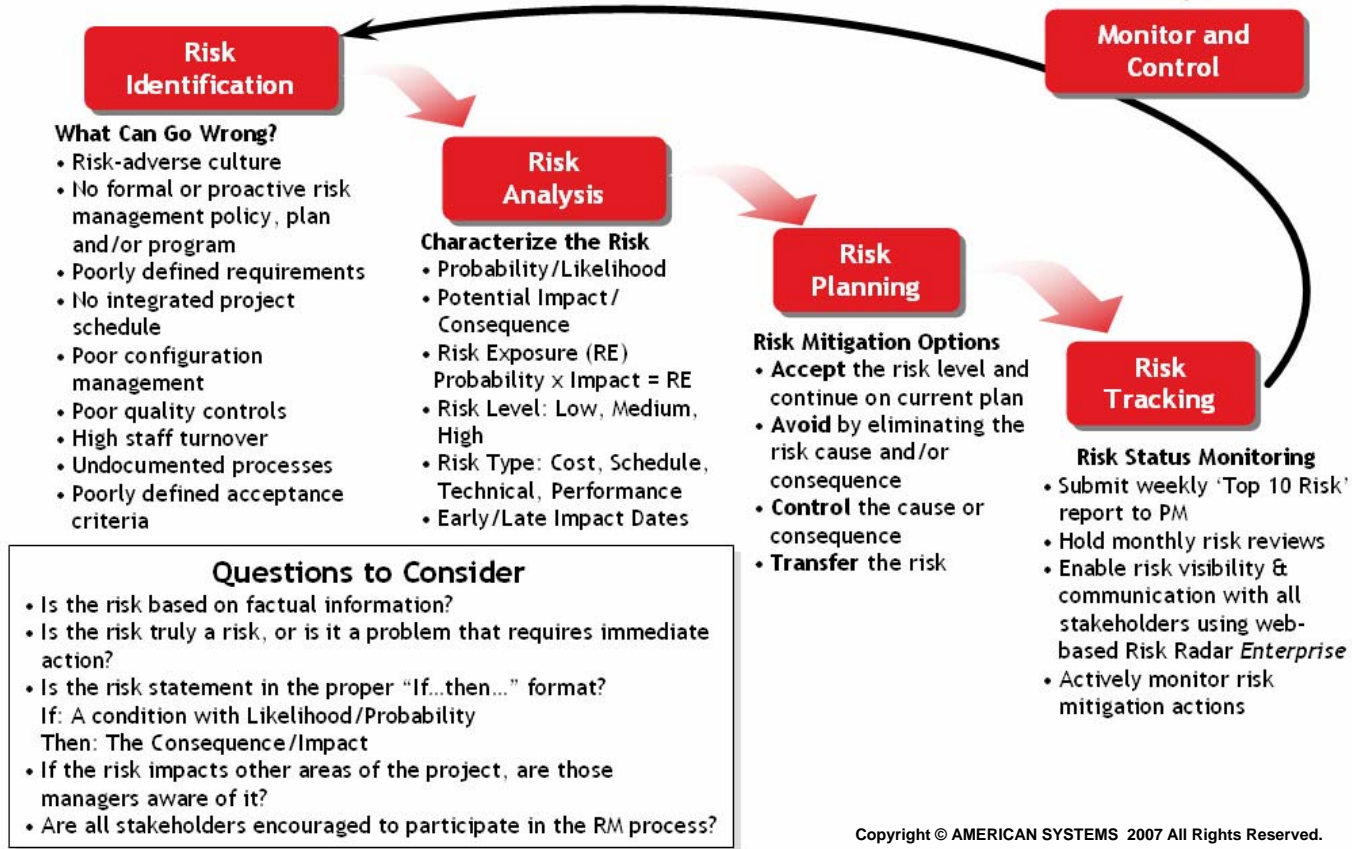 Risk
Identification
What Can Go Wrong?
• Risk-adverse culture
• No formal or proactive risk
management policy, plan
and/or program
• Poorly defined requirements
• No integrated project
schedule
• Poor configuration
management
• Poor quality controls
• High staff turnover
• Undocumented processes
• Poorly defined acceptance
criteria
Risk
Analysis
Characterize the Risk
• Probability/Likelihood
• Potential Impact/
Consequence
• Risk Exposure (RE)
Probability x Impact = RE
• Risk Level: Low, Medium,
High
• Risk Type: Cost, Schedule,
Technical, Performance
• Early/Late Impact Dates
Risk
Planning
Risk Mitigation Options
• Accept the risk level and
continue on current plan
• Avoid by eliminating the
risk cause and/or
consequence
• Control the cause or
consequence
• Transfer the risk
Monitor and
Control
Risk
Tracking
Risk Status Monitoring
• Submit weekly ‘Top 10 Risk’
report to PM
• Hold monthly risk reviews
• Enable risk visibility &
communication with all
stakeholders using web-
based Risk Radar Enterprise
• Actively monitor risk
mitigation actions
Questions to Consider
• Is the risk based on factual information?
• Is the risk truly a risk, or is it a problem that requires immediate
action?
• Is the risk statement in the proper “If...then...” format?
If: A condition with Likelihood/Probability
Then: The Consequence/Impact
• If the risk impacts other areas of the project, are those
managers aware of it?
• Are all stakeholders encouraged to participate in the RM process?
Copyright © AMERICAN SYSTEMS 2007 All Rights Reserved.